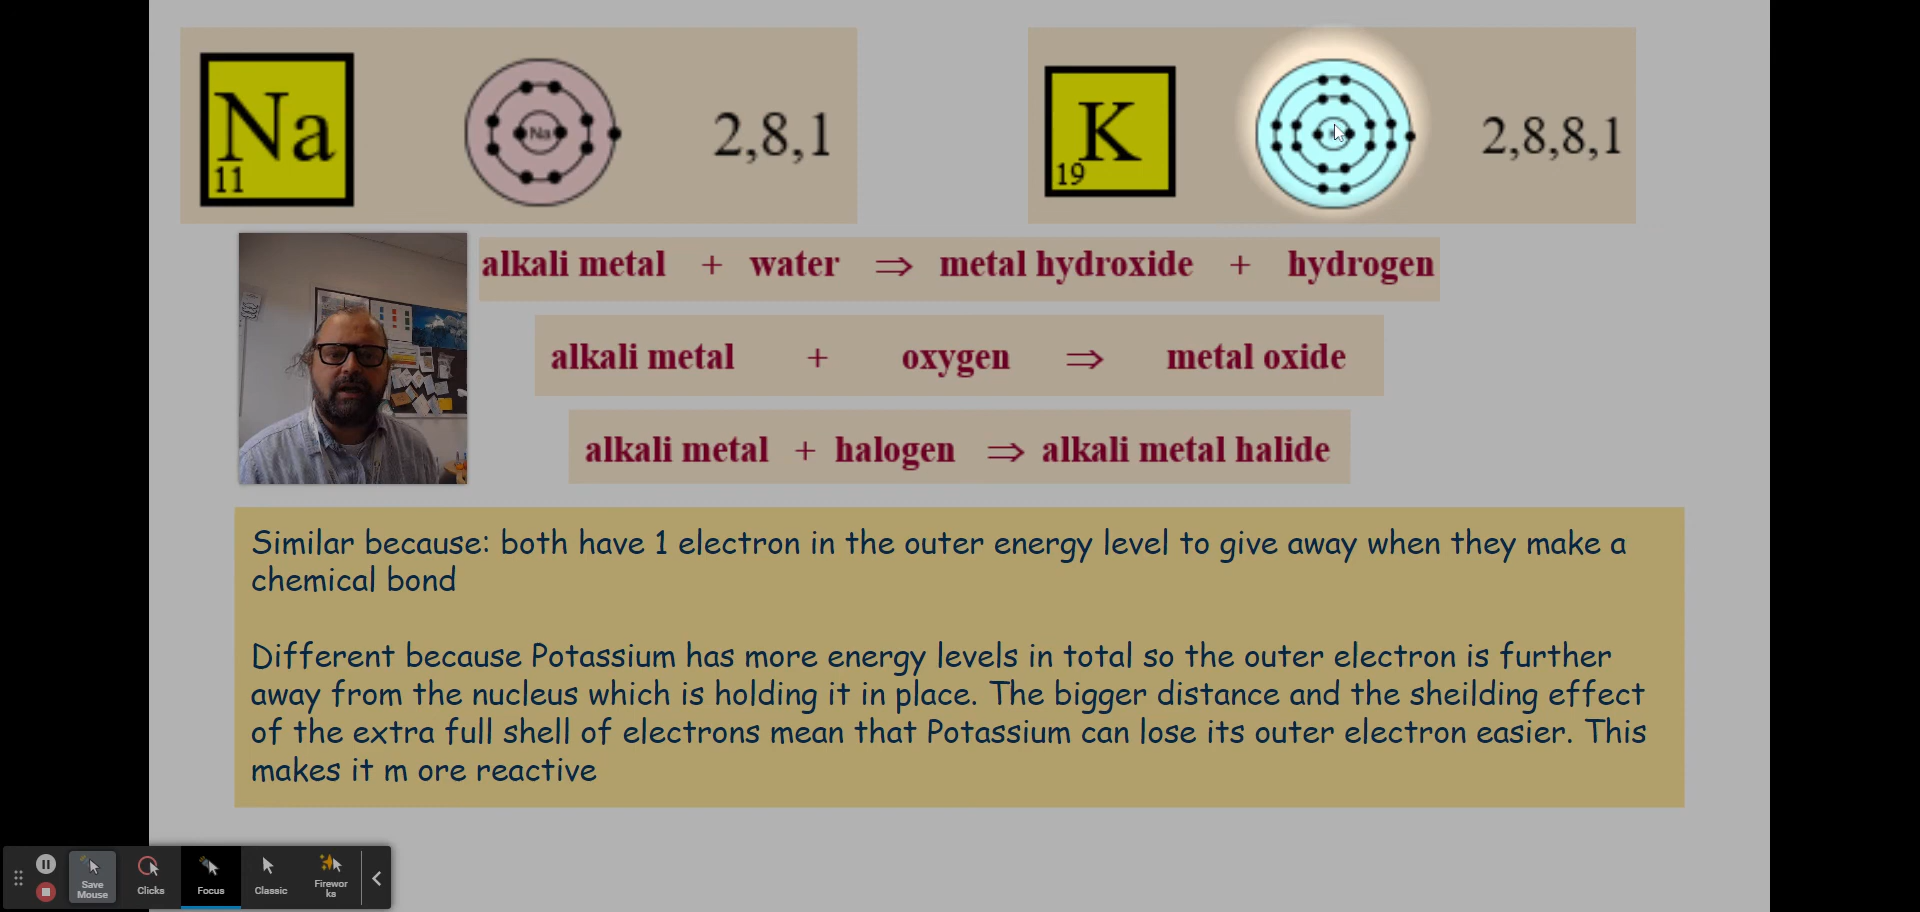 Na
11
Na
2,8,1
K
19
2,8,8,1
alkali metal + water ⇒ metal hydroxide + hydrogen
alkali metal + oxygen ⇒ metal oxide
alkali metal + halogen ⇒ alkali metal halide
Similar because: both have 1 electron in the outer energy level to give away when they make a
chemical bond
Different because Potassium has more energy levels in total so the outer electron is further
away from the nucleus which is holding it in place. The bigger distance and the sheilding effect
of the extra full shell of electrons mean that Potassium can lose its outer electron easier. This
makes it m ore reactive
Save
Mouse
Clicks
Focus
Classic
Firewor
ks